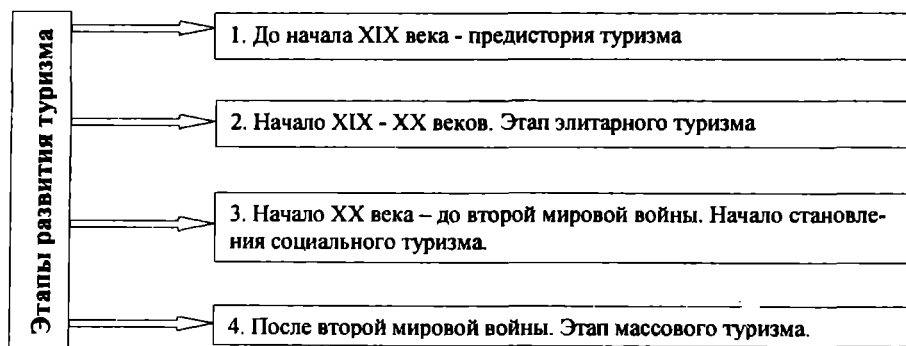 Этапы развития туризма
1. До начала XIX века - предистория туризма
2. Начало XIX - XX веков. Этап элитарного туризма
3. Начало XX века – до второй мировой войны. Начало становле-
ния социального туризма.
4. После второй мировой войны. Этап массового туризма.